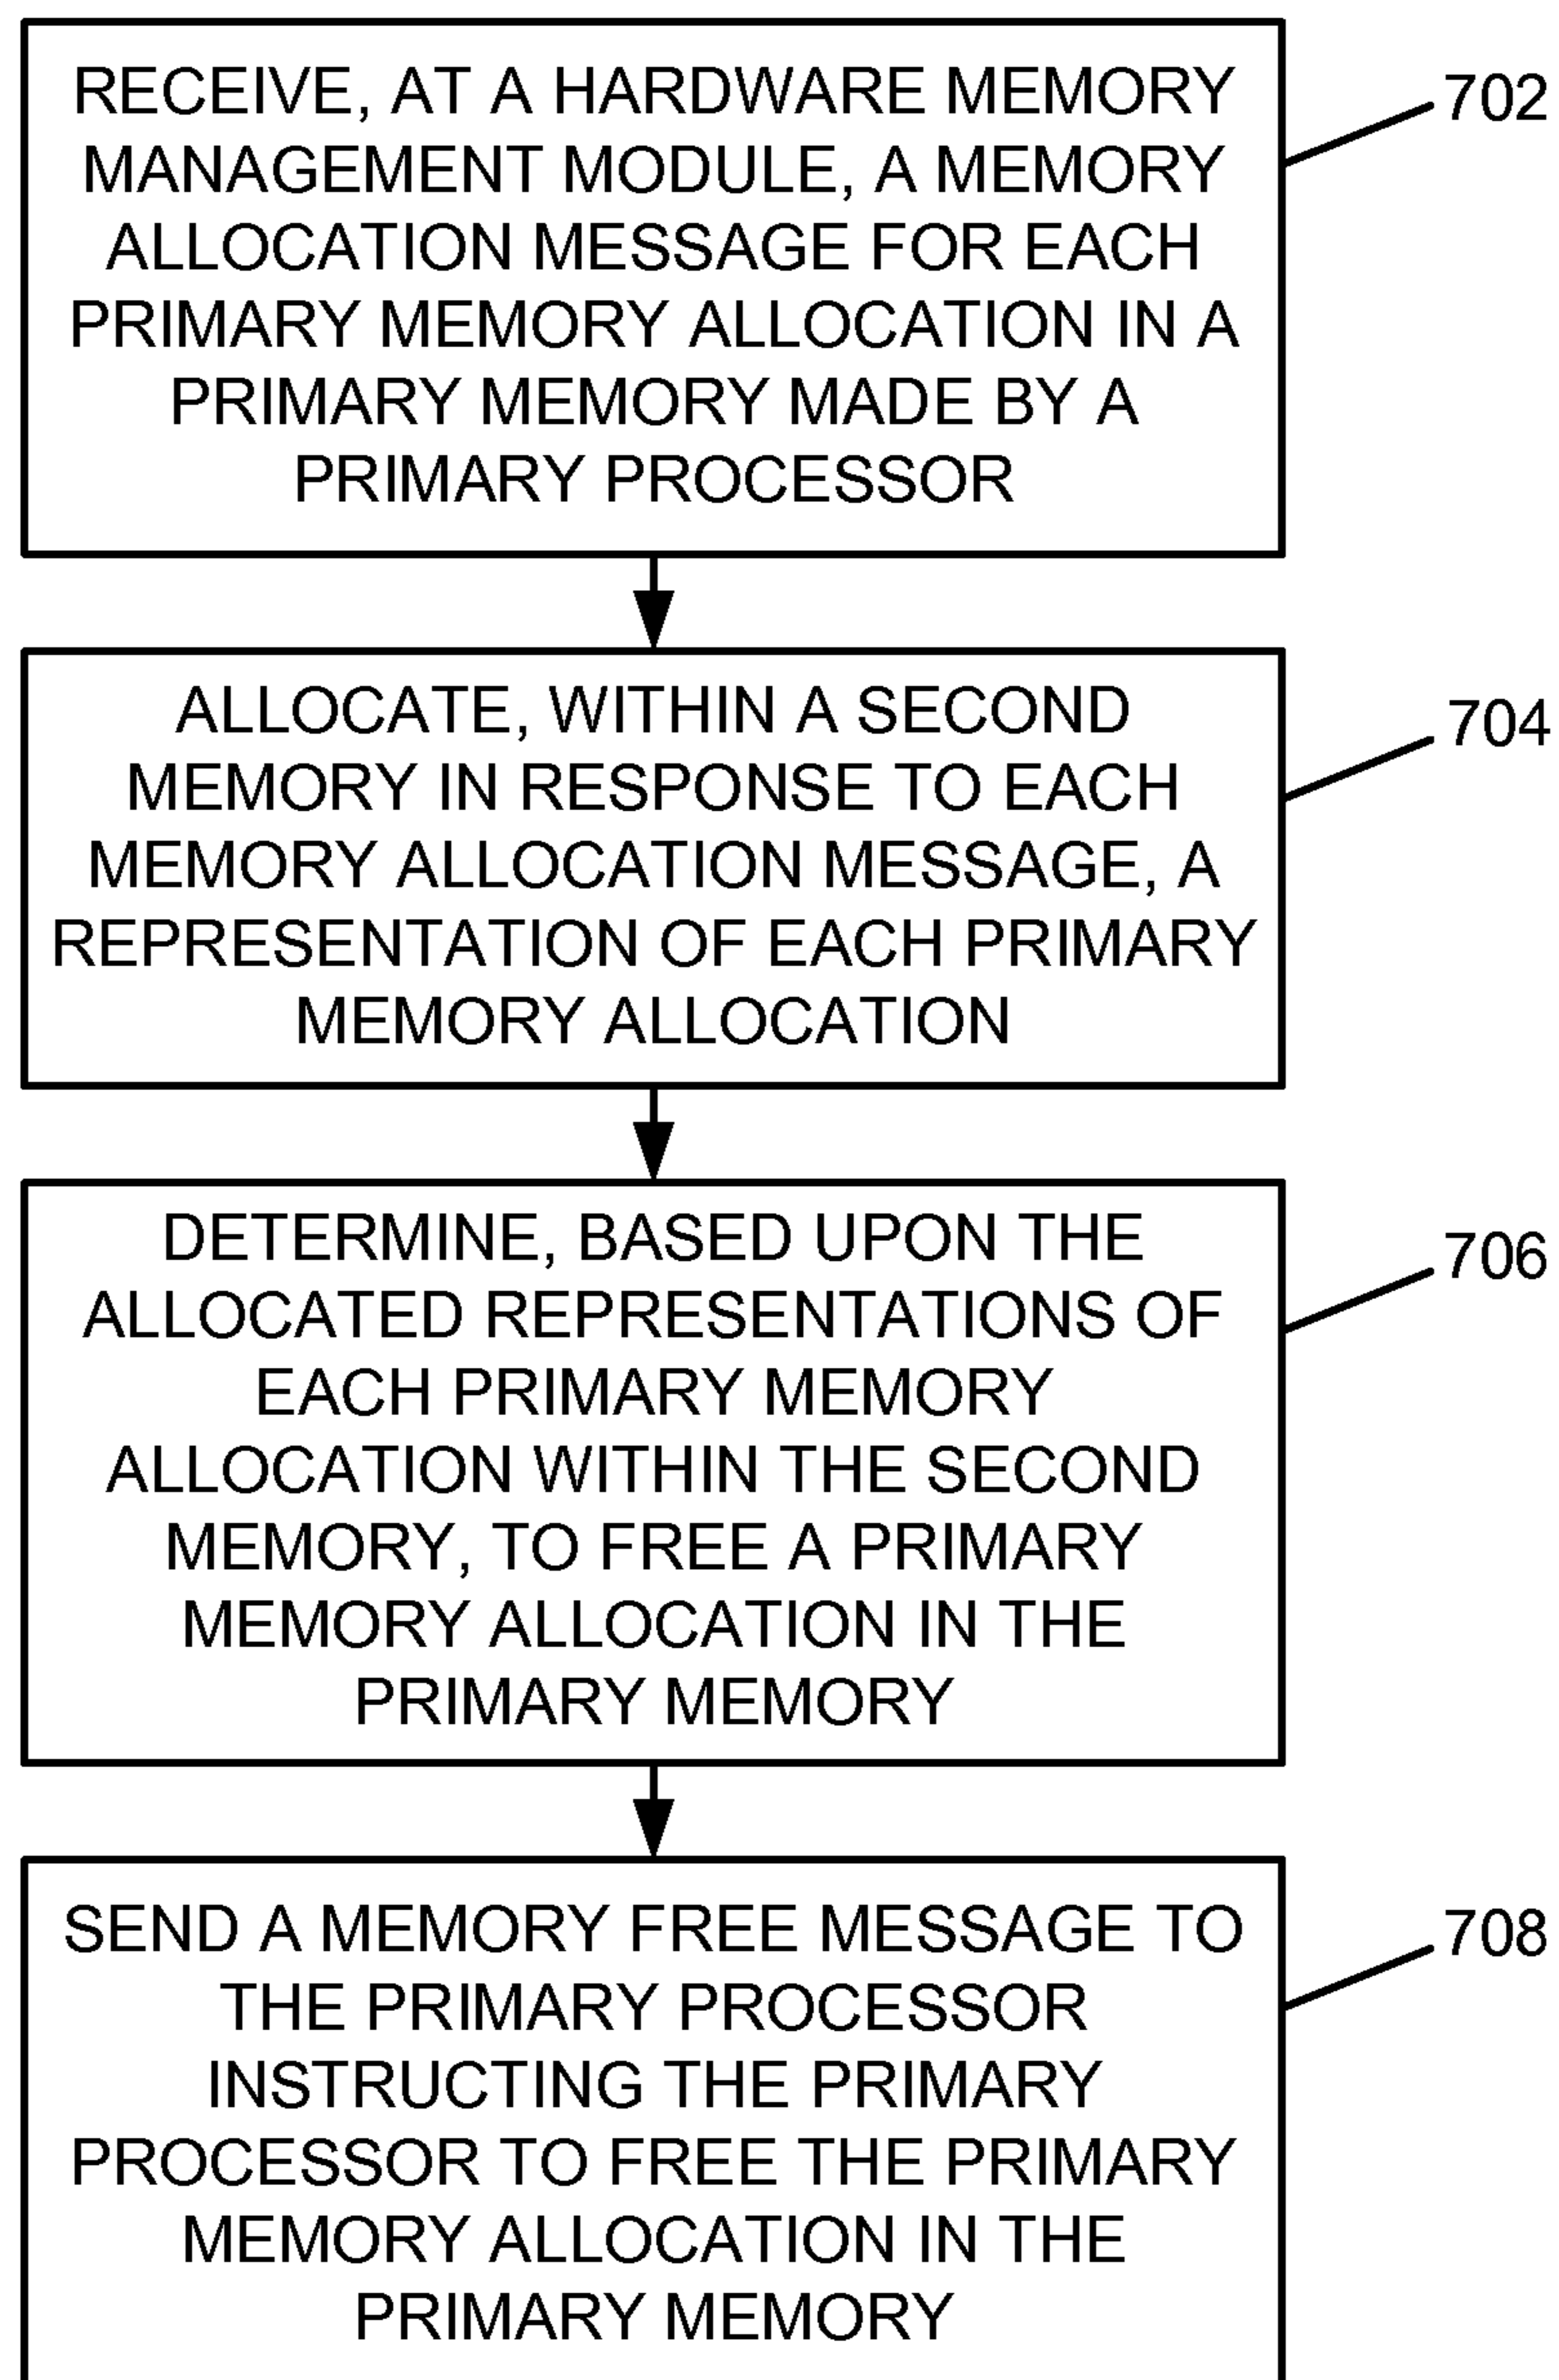 RECEIVE, AT A HARDWARE MEMORY
MANAGEMENT MODULE, A MEMORY
ALLOCATION MESSAGE FOR EACH
PRIMARY MEMORY ALLOCATION IN A
PRIMARY MEMORY MADE BY A
PRIMARY PROCESSOR
702
ALLOCATE, WITHIN A SECOND
MEMORY IN RESPONSE TO EACH
MEMORY ALLOCATION MESSAGE, A
REPRESENTATION OF EACH PRIMARY
MEMORY ALLOCATION
704
DETERMINE, BASED UPON THE
ALLOCATED REPRESENTATIONS OF
EACH PRIMARY MEMORY
ALLOCATION WITHIN THE SECOND
MEMORY, TO FREE A PRIMARY
MEMORY ALLOCATION IN THE
PRIMARY MEMORY
706
SEND A MEMORY FREE MESSAGE TO
THE PRIMARY PROCESSOR
INSTRUCTING THE PRIMARY
PROCESSOR TO FREE THE PRIMARY
MEMORY ALLOCATION IN THE
PRIMARY MEMORY
708